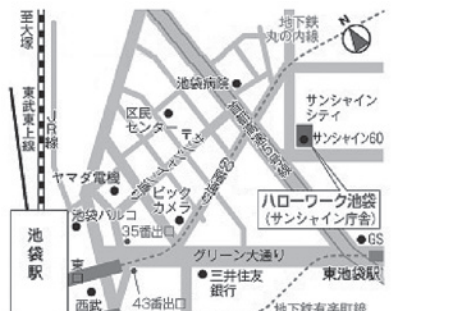 至大塚
東武東上線
JR線
地下鉄
丸の内線
N
池袋病院
サンシャイン
シティ
サンシャイン60
区民
センター
〒
首都高速5号線
ヤマダ電機
ビック
カメラ
池袋パルコ
35番出口
ハローワーク池袋
(サンシャイン庁舎)
GS
グリーン大通り
池袋駅
東口
三井住友
銀行
東池袋駅
西武
43番出口
地下鉄有楽町線